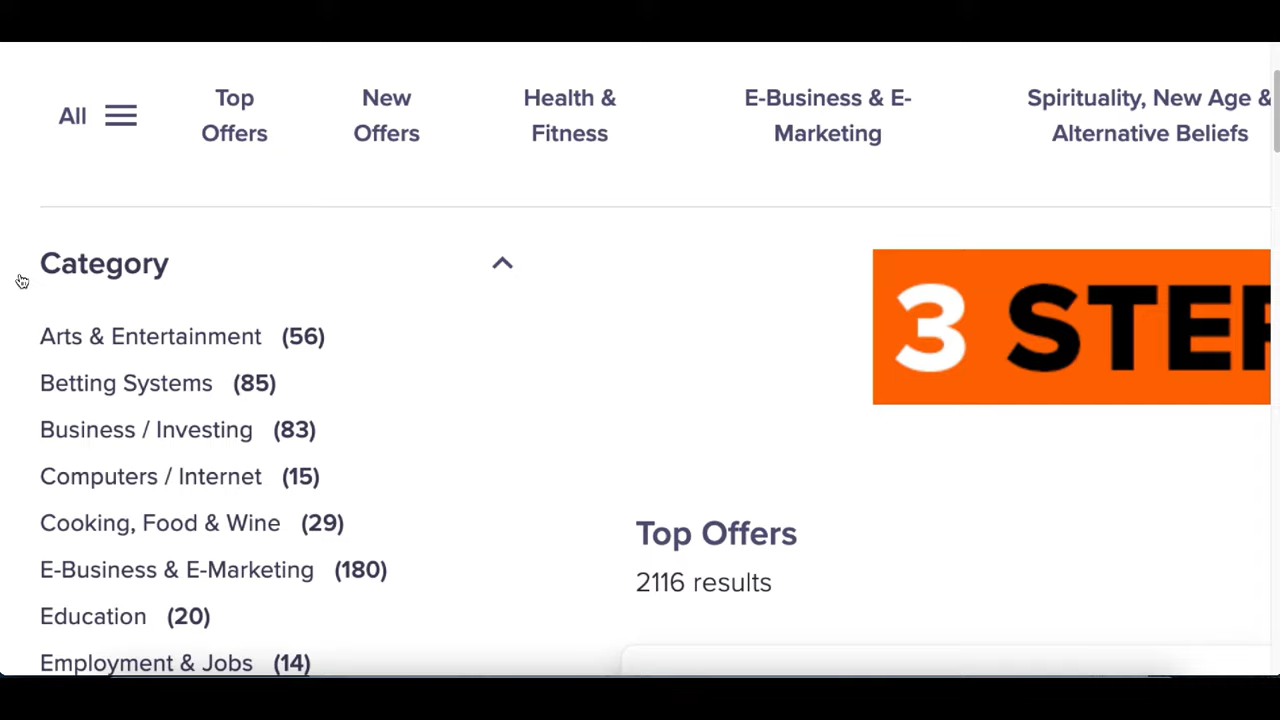 All
Top Offers
New Offers
Health & Fitness
E-Business & E-Marketing
Spirituality, New Age & Alternative Beliefs
Category
Arts & Entertainment (56)
Betting Systems (85)
Business / Investing (83)
Computers / Internet (15)
Cooking, Food & Wine (29)
E-Business & E-Marketing (180)
Education (20)
Employment & Jobs (14)
3 STEP
Top Offers
2116 results